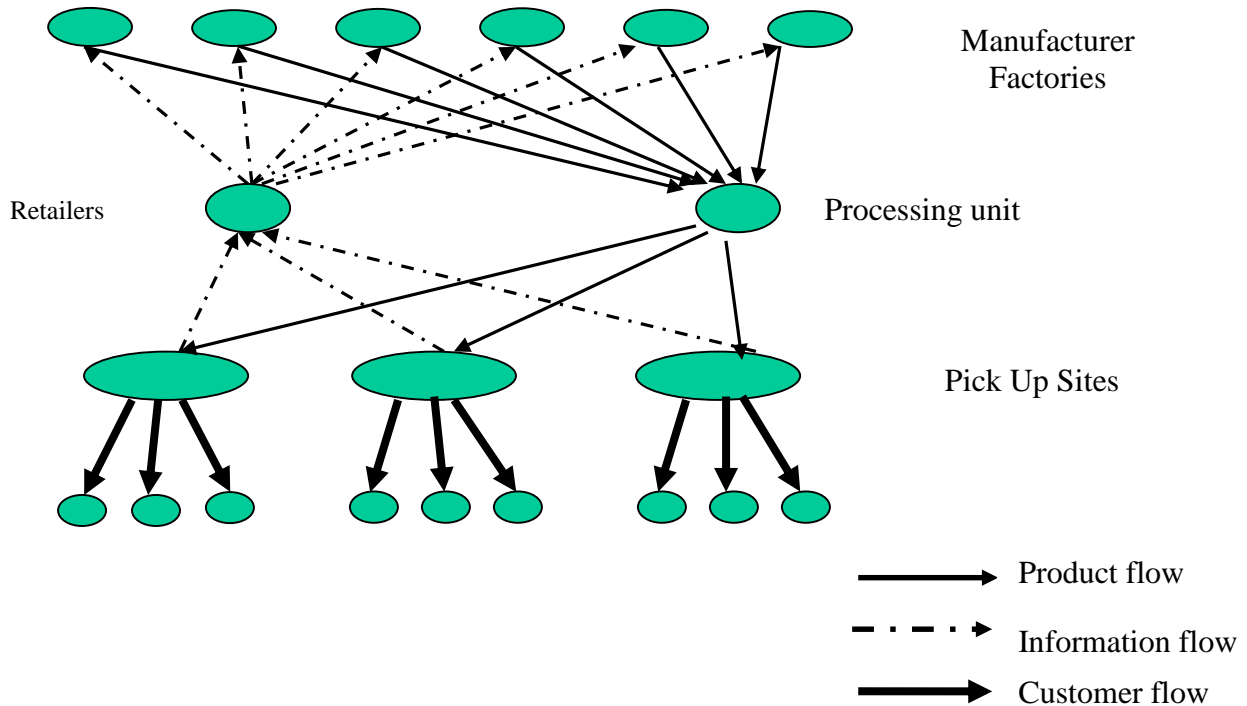 Manufacturer
Factories
Retailers
Processing unit
Pick Up Sites
Product flow
Information flow
Customer flow